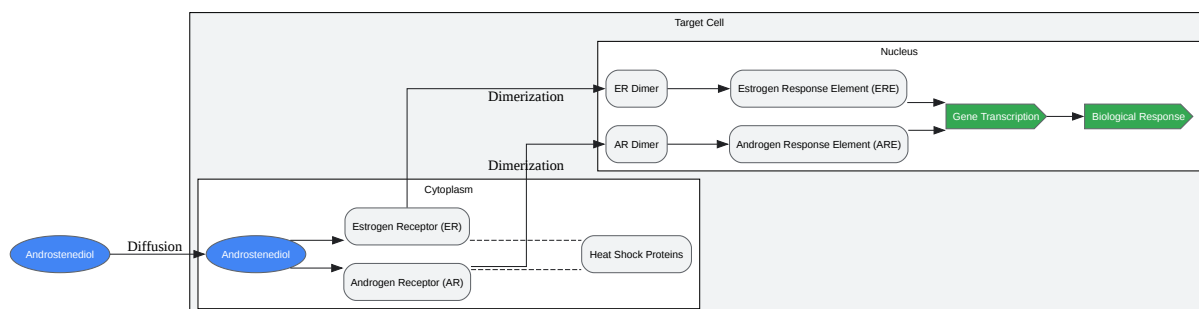 Target Cell
Nucleus
ER Dimer
Estrogen Response Element (ERE)
Dimerization
Gene Transcription
Biological Response
AR Dimer
Androgen Response Element (ARE)
Dimerization
Cytoplasm
Estrogen Receptor (ER)
Androstenediol
Diffusion
Androstenediol
Heat Shock Proteins
Androgen Receptor (AR)